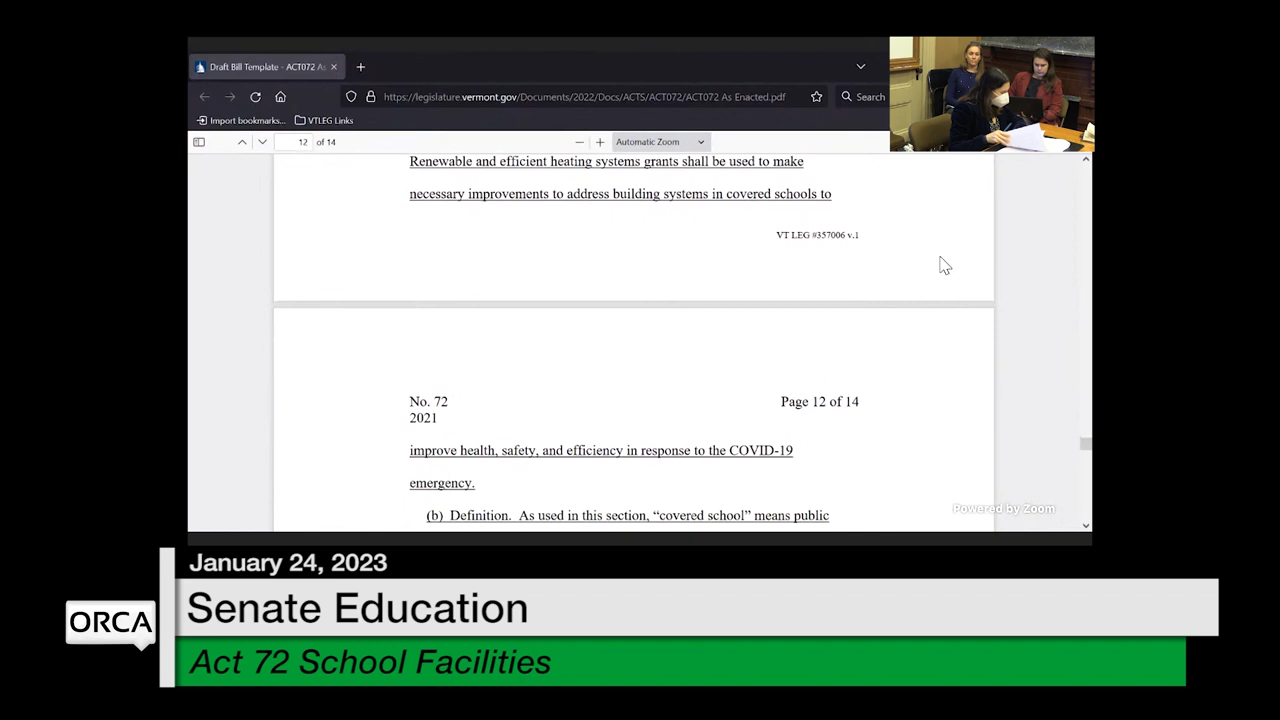 Draft Bill Template - ACT072 As
https://legislature.vermont.gov/Documents/2022/Docs/ACTS/ACT072/ACT072 As Enacted.pdf
Search
Import bookmarks...
VTLEG Links
12 of 14
Automatic Zoom
Renewable and efficient heating systems grants shall be used to make
necessary improvements to address building systems in covered schools to
VT LEG #357006 v.1
No. 72
Page 12 of 14
2021
improve health, safety, and efficiency in response to the COVID-19
emergency.
(b) Definition. As used in this section, “covered school” means public
Powered by Zoom
January 24, 2023
ORCA
Senate Education
Act 72 School Facilities